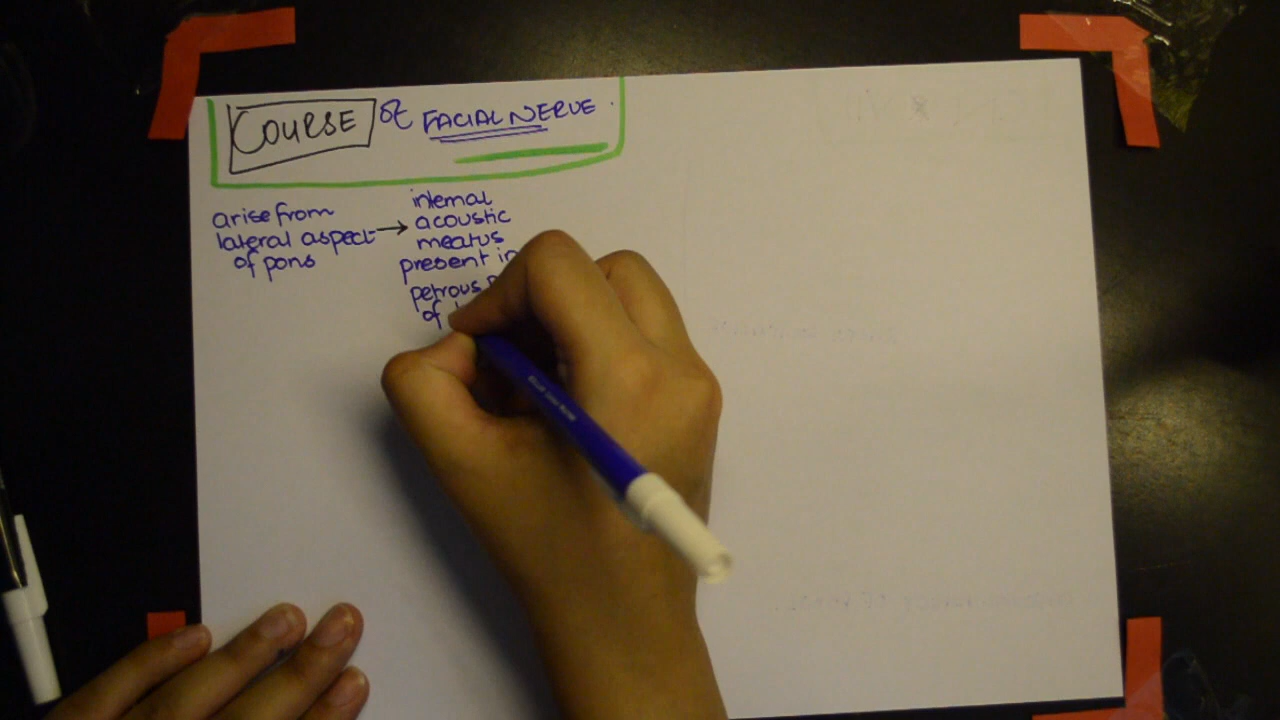 COURSE of FACIAL NERVE.
arise from
lateral aspect
of pons
→ internal
acoustic
meatus
present in
petrous
of